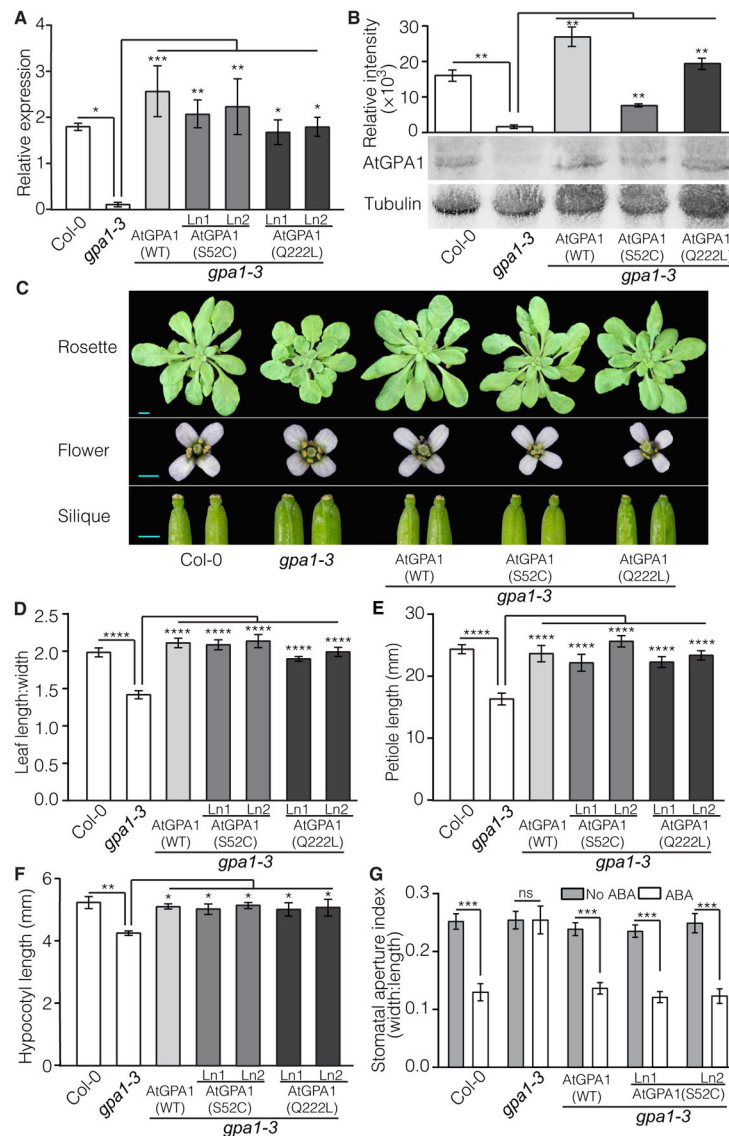 A
Relative expression
4
3
2
1
0
* *** ** ** * *
Ln1 Ln2 Ln1 Ln2
Col-0 gpa1-3 AtGPA1 (WT) AtGPA1 (S52C) AtGPA1 (Q222L)
gpa1-3
B
Relative intensity (×10³)
30
20
10
0
** ** ** **
AtGPA1
Tubulin
Col-0 gpa1-3 AtGPA1 (WT) AtGPA1 (S52C) AtGPA1 (Q222L)
gpa1-3
C
Rosette
Flower
Silique
Col-0 gpa1-3 AtGPA1 (WT) AtGPA1 (S52C) AtGPA1 (Q222L)
gpa1-3
D
Leaf length:width
2.5
2.0
1.5
1.0
0.5
0.0
**** **** **** **** **** ****
Ln1 Ln2 Ln1 Ln2
Col-0 gpa1-3 AtGPA1 (WT) AtGPA1 (S52C) AtGPA1 (Q222L)
gpa1-3
E
Petiole length (mm)
30
20
10
0
**** **** **** **** **** ****
Ln1 Ln2 Ln1 Ln2
Col-0 gpa1-3 AtGPA1 (WT) AtGPA1 (S52C) AtGPA1 (Q222L)
gpa1-3
F
Hypocotyl length (mm)
6
4
2
0
** * * * * *
Ln1 Ln2 Ln1 Ln2
Col-0 gpa1-3 AtGPA1 (WT) AtGPA1 (S52C) AtGPA1 (Q222L)
gpa1-3
G
Stomatal aperture index (width:length)
0.3
0.2
0.1
0.0
No ABA ABA
*** ns *** *** ***
Ln1 Ln2
Col-0 gpa1-3 AtGPA1 (WT) AtGPA1(S52C)
gpa1-3